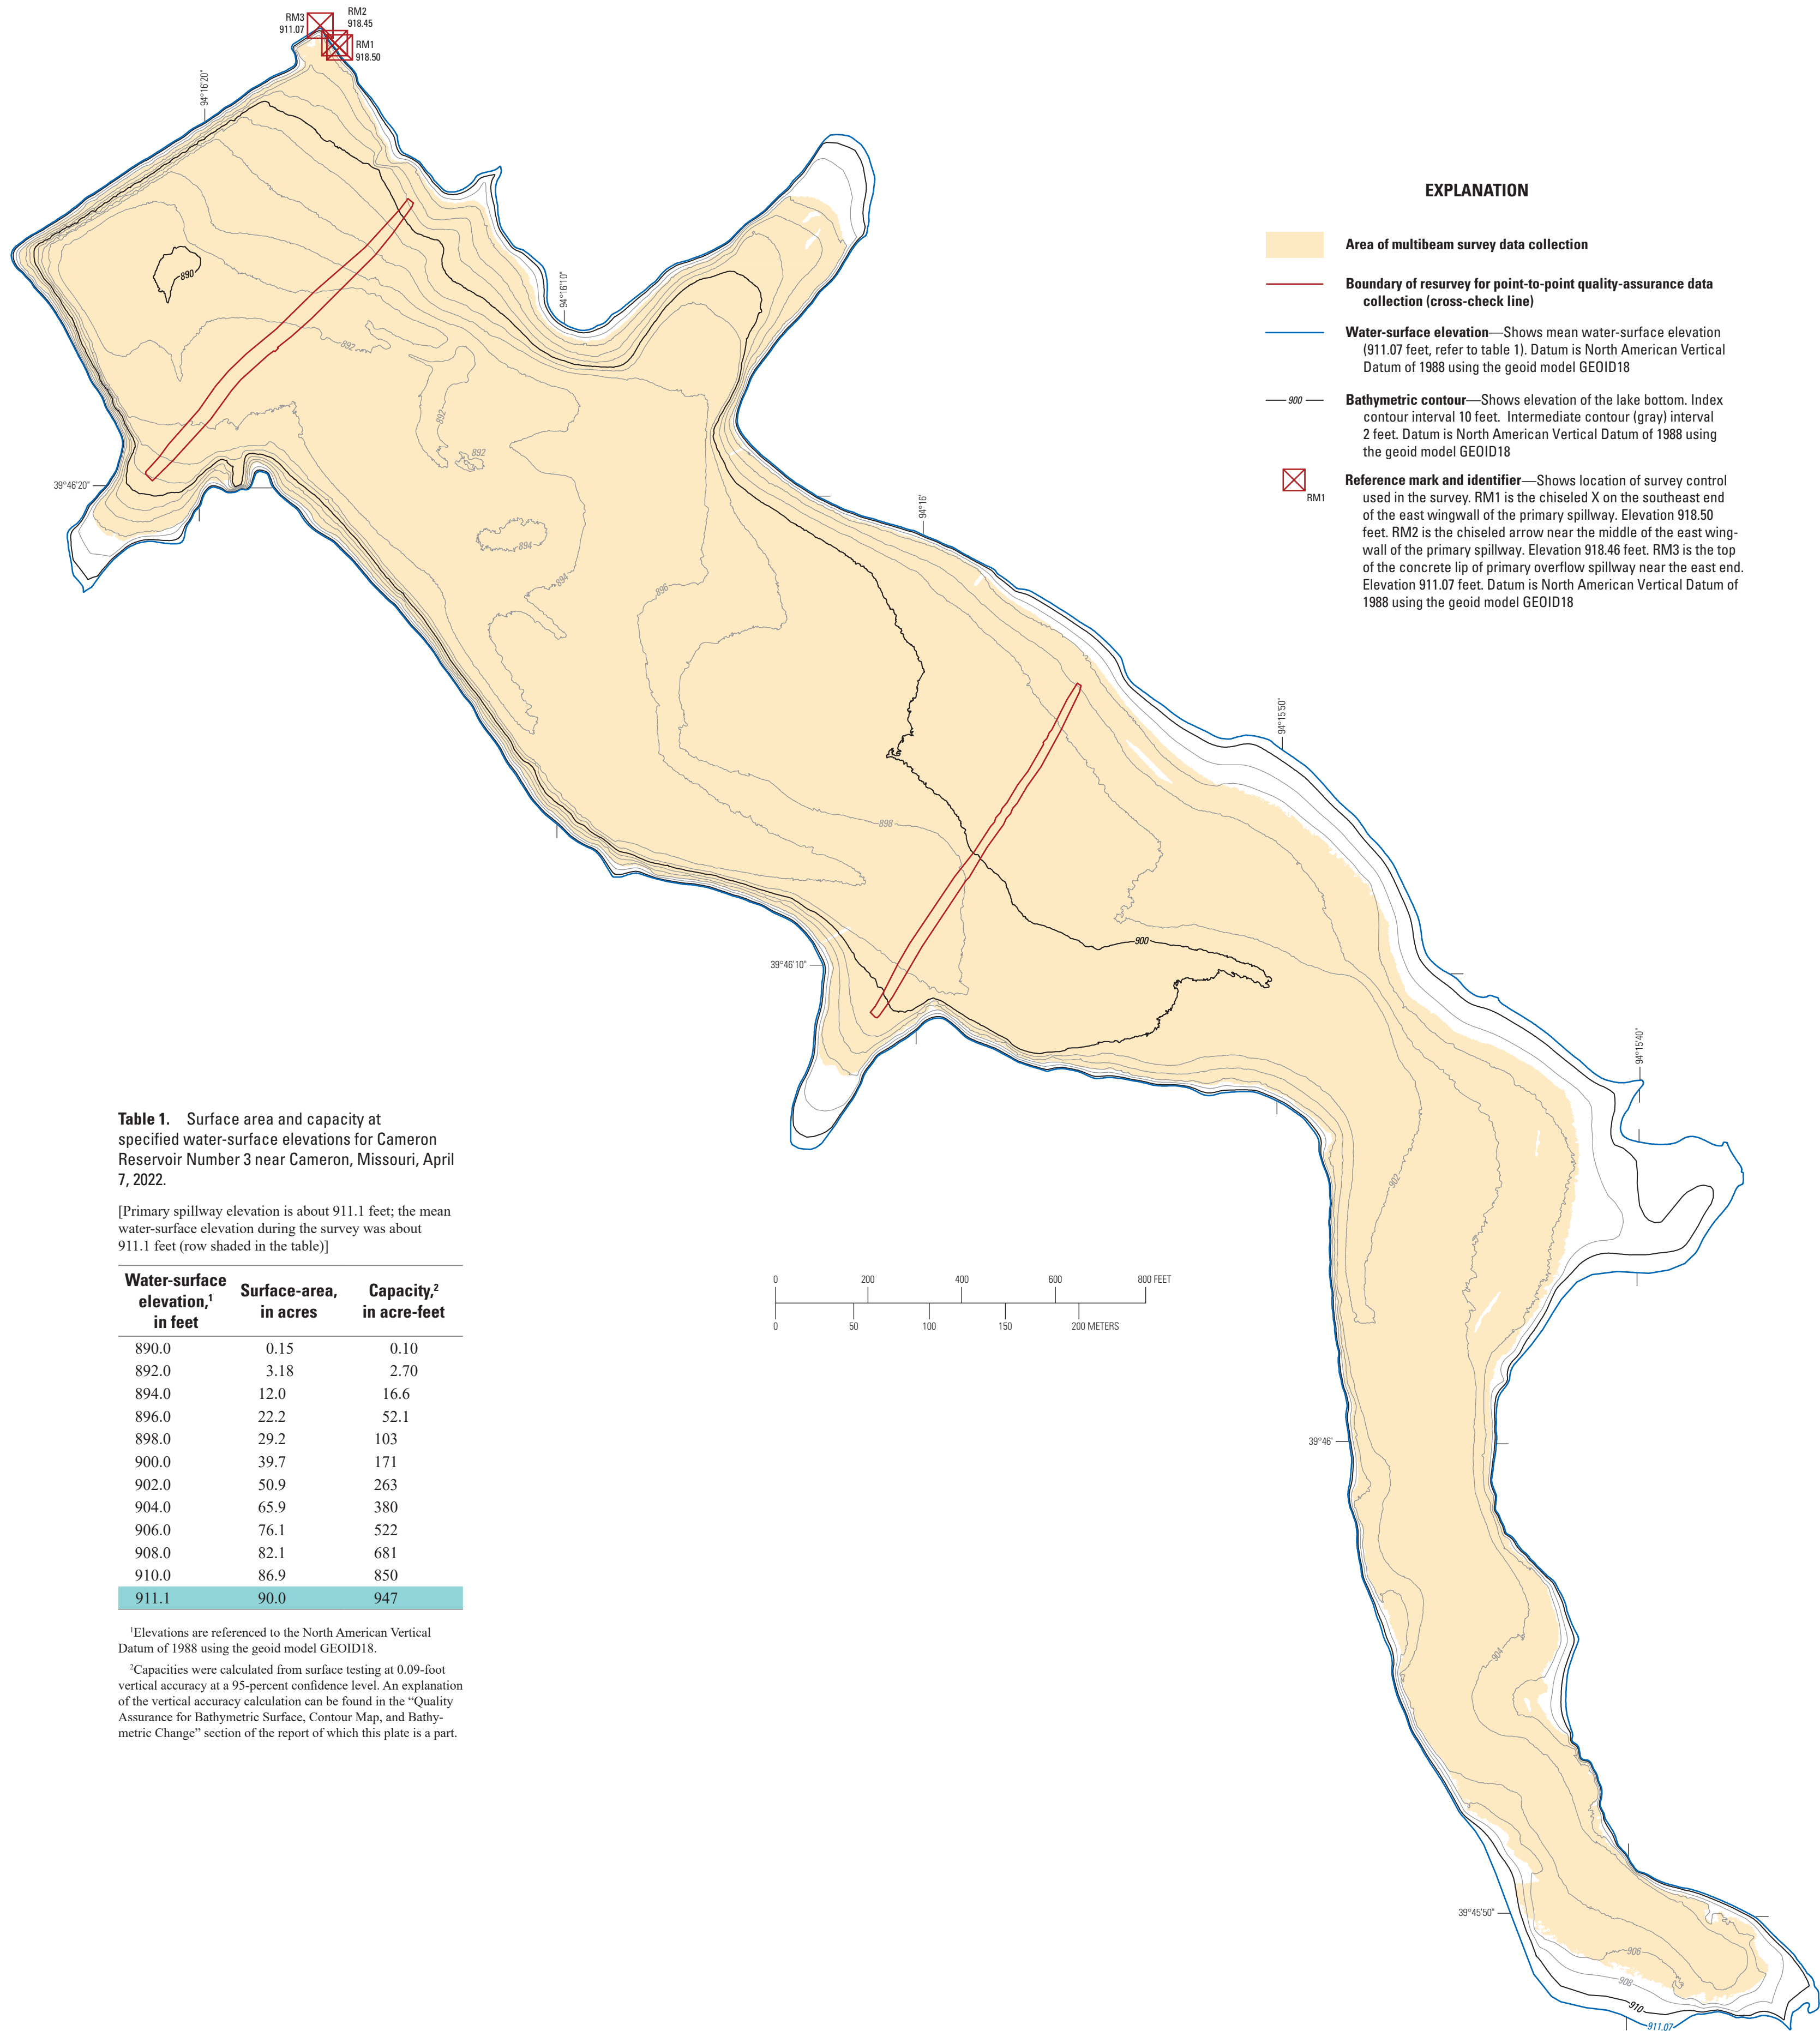 RM3
911.07
RM2
918.45
RM1
918.50
94°16'20"
890
94°16'10"
892
892
892
39°46'20"
894
894
896
94°16'
94°15'50"
898
900
39°46'10"
94°15'40"
902
39°46'
904
39°45'50"
906
908
910
911.07
EXPLANATION
Area of multibeam survey data collection
Boundary of resurvey for point-to-point quality-assurance data
collection (cross-check line)
Water-surface elevation—Shows mean water-surface elevation
(911.07 feet, refer to table 1). Datum is North American Vertical
Datum of 1988 using the geoid model GEOID18
900
Bathymetric contour—Shows elevation of the lake bottom. Index
contour interval 10 feet. Intermediate contour (gray) interval
2 feet. Datum is North American Vertical Datum of 1988 using
the geoid model GEOID18
RM1
Reference mark and identifier—Shows location of survey control
used in the survey. RM1 is the chiseled X on the southeast end
of the east wingwall of the primary spillway. Elevation 918.50
feet. RM2 is the chiseled arrow near the middle of the east wing-
wall of the primary spillway. Elevation 918.46 feet. RM3 is the top
of the concrete lip of primary overflow spillway near the east end.
Elevation 911.07 feet. Datum is North American Vertical Datum of
1988 using the geoid model GEOID18
Table 1. Surface area and capacity at
specified water-surface elevations for Cameron
Reservoir Number 3 near Cameron, Missouri, April
7, 2022.
[Primary spillway elevation is about 911.1 feet; the mean
water-surface elevation during the survey was about
911.1 feet (row shaded in the table)]
Water-surface elevation,¹ in feet Surface-area, in acres Capacity,² in acre-feet
890.0 0.15 0.10
892.0 3.18 2.70
894.0 12.0 16.6
896.0 22.2 52.1
898.0 29.2 103
900.0 39.7 171
902.0 50.9 263
904.0 65.9 380
906.0 76.1 522
908.0 82.1 681
910.0 86.9 850
911.1 90.0 947
¹Elevations are referenced to the North American Vertical
Datum of 1988 using the geoid model GEOID18.
²Capacities were calculated from surface testing at 0.09-foot
vertical accuracy at a 95-percent confidence level. An explanation
of the vertical accuracy calculation can be found in the “Quality
Assurance for Bathymetric Surface, Contour Map, and Bathy-
metric Change” section of the report of which this plate is a part.
0 200 400 600 800 FEET
0 50 100 150 200 METERS